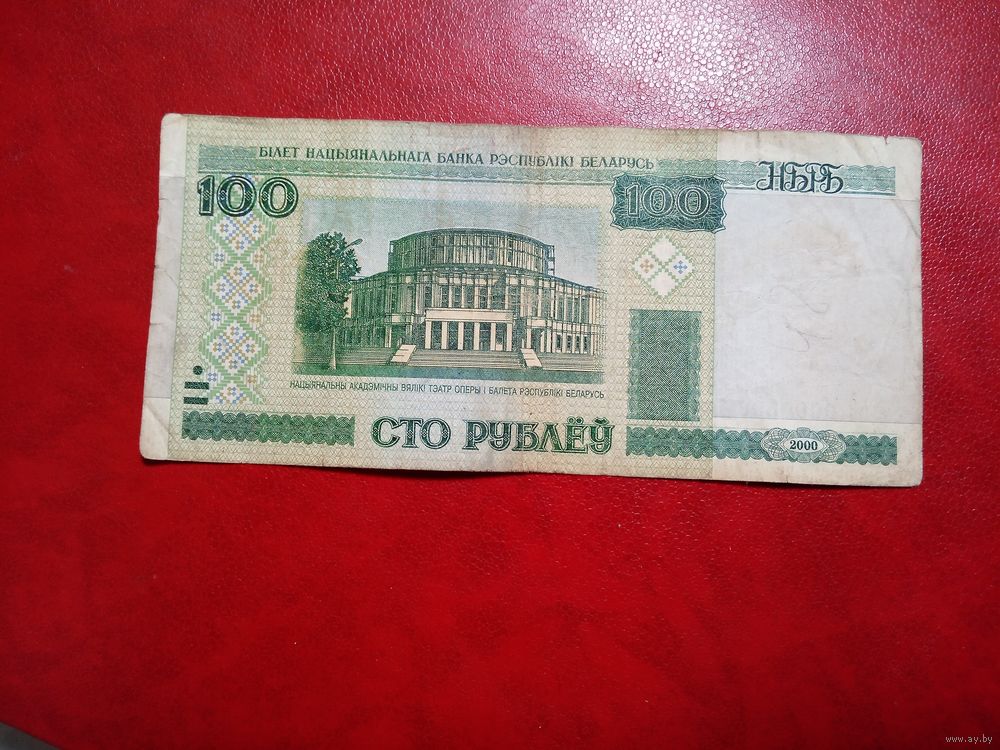 БІЛЕТ НАЦЫЯНАЛЬНАГА БАНКА РЭСПУБЛІКІ БЕЛАРУСЬ
НБРБ
100
100
НАЦЫЯНАЛЬНЫ АКАДЭМІЧНЫ ВЯЛІКІ ТЭАТР ОПЕРЫ І БАЛЕТА РЭСПУБЛІКІ БЕЛАРУСЬ
СТО РУБЛЁЎ
2000
www.ay.by